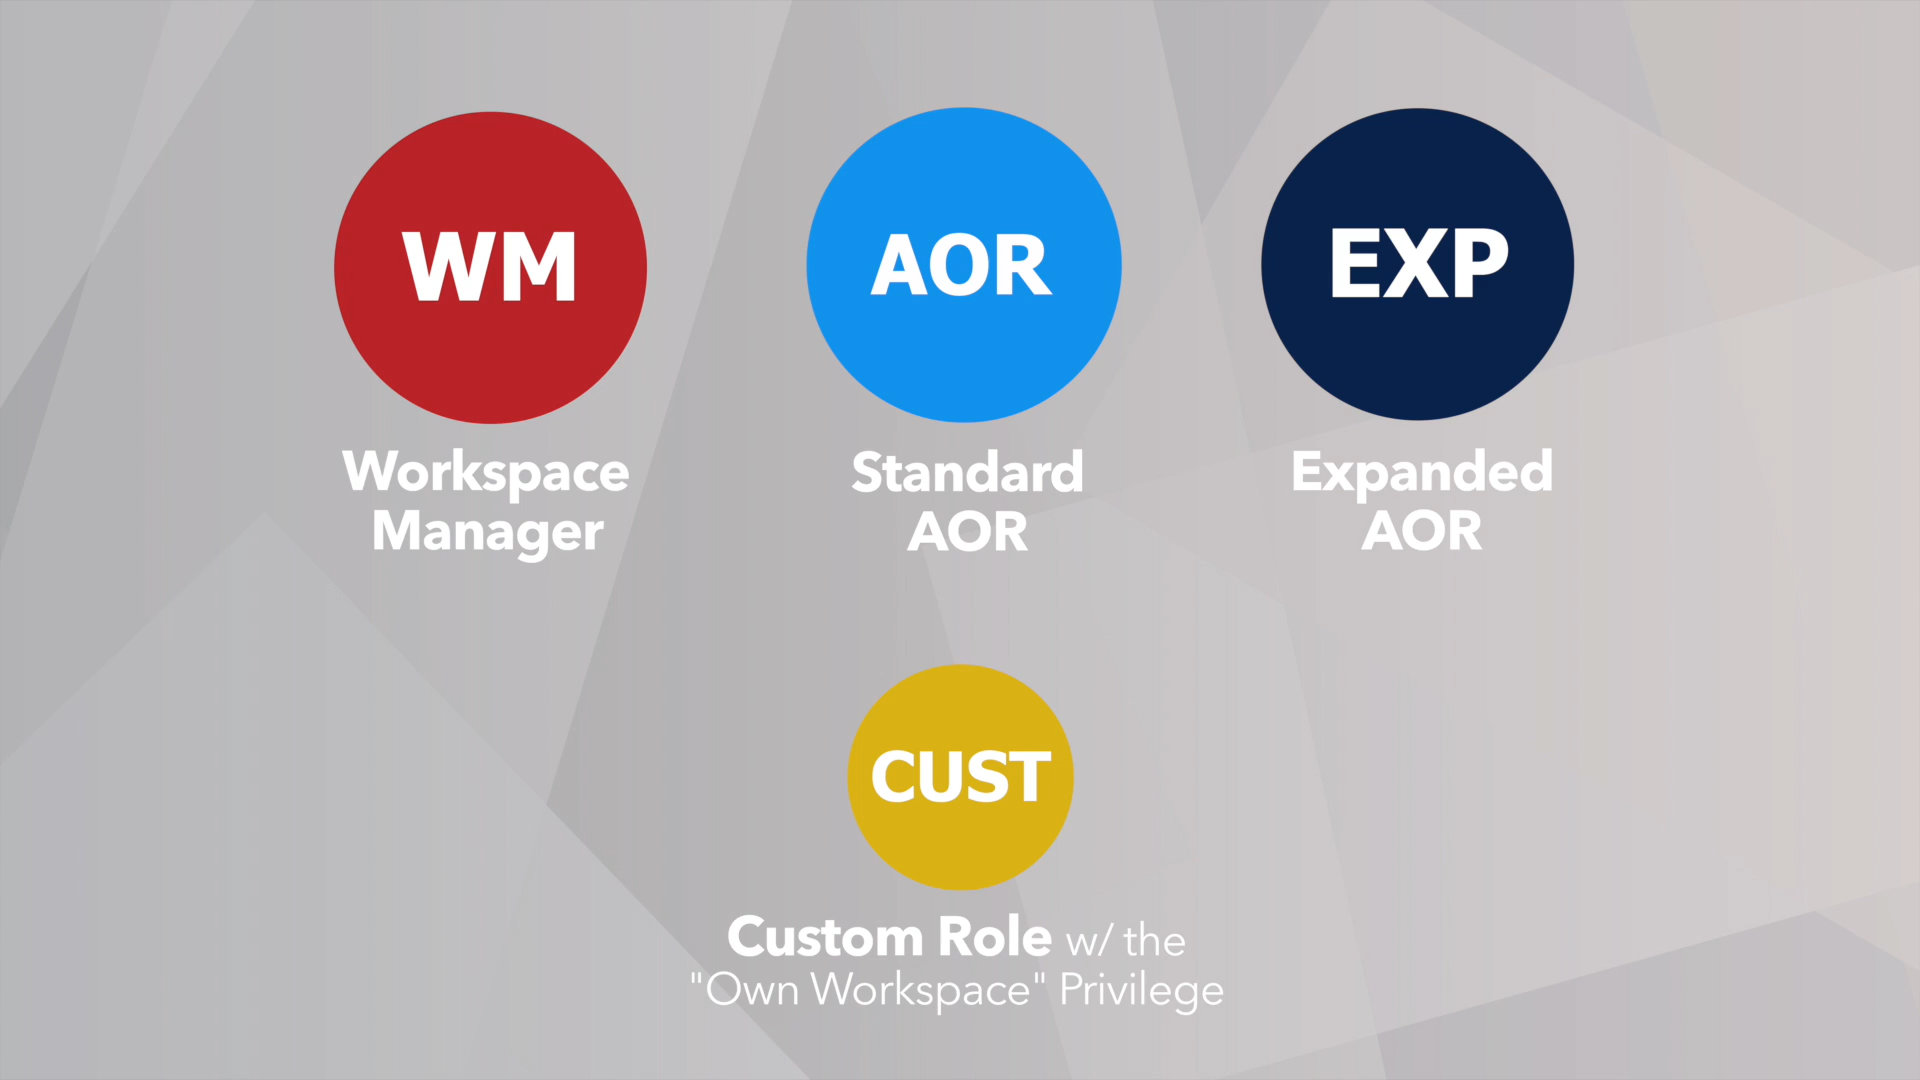 WM
AOR
EXP
Workspace
Manager
Standard
AOR
Expanded
AOR
CUST
Custom Role w/ the
"Own Workspace" Privilege